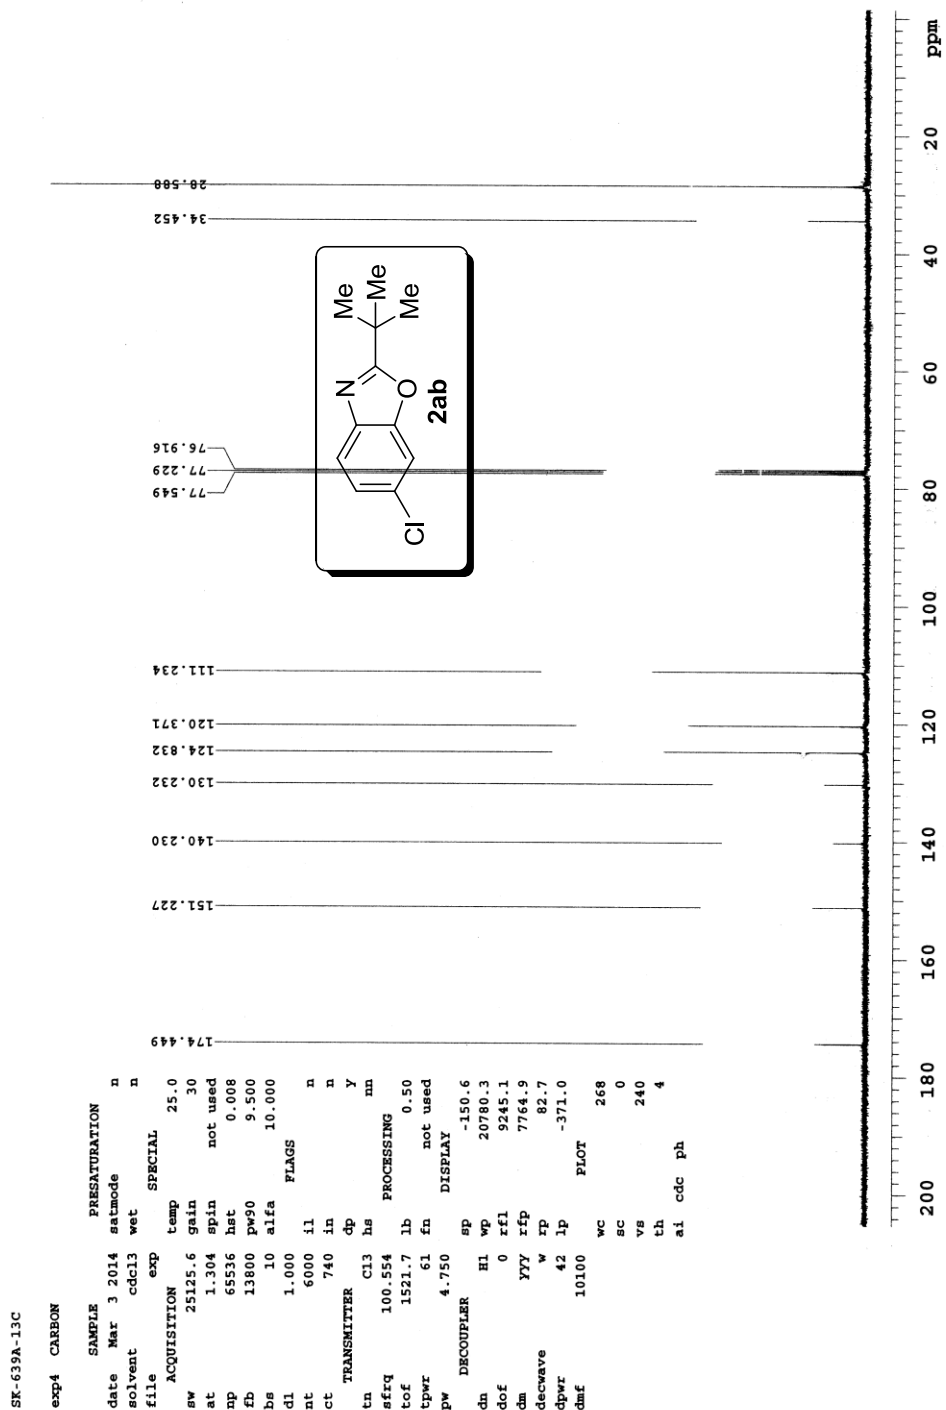 SK-639A-13C
exp4 CARBON
SAMPLE
date Mar 3 2014
solvent cdcl3
file exp
ACQUISITION
sw 25125.6
at 1.304
np 65536
fb 13800
bs 10
d1 1.000
nt 6000
ct 740
TRANSMITTER
tn C13
sfrq 100.554
tof 1521.7
tpwr 61
pw 4.750
DECOUPLER
dn H1
dof 0
dm YYY
decwave w
dpwr 42
dmf 10100
PRESATURATION
satmode n
wet n
SPECIAL
temp 25.0
gain 30
spin not used
hst 0.008
pw90 9.500
alfa 10.000
FLAGS
il n
in n
dp Y
hs nn
PROCESSING
lb 0.50
fn not used
DISPLAY
sp -150.6
wp 20780.3
rfl 9245.1
rfp 7764.9
rp 82.7
lp -371.0
PLOT
wc 268
sc 0
vs 240
th 4
ai cdc ph
174.449
151.227
140.230
130.232
124.832
120.371
111.234
77.549
77.229
76.916
34.452
28.588
Cl
N
O
Me
Me
Me
2ab
200 180 160 140 120 100 80 60 40 20 ppm